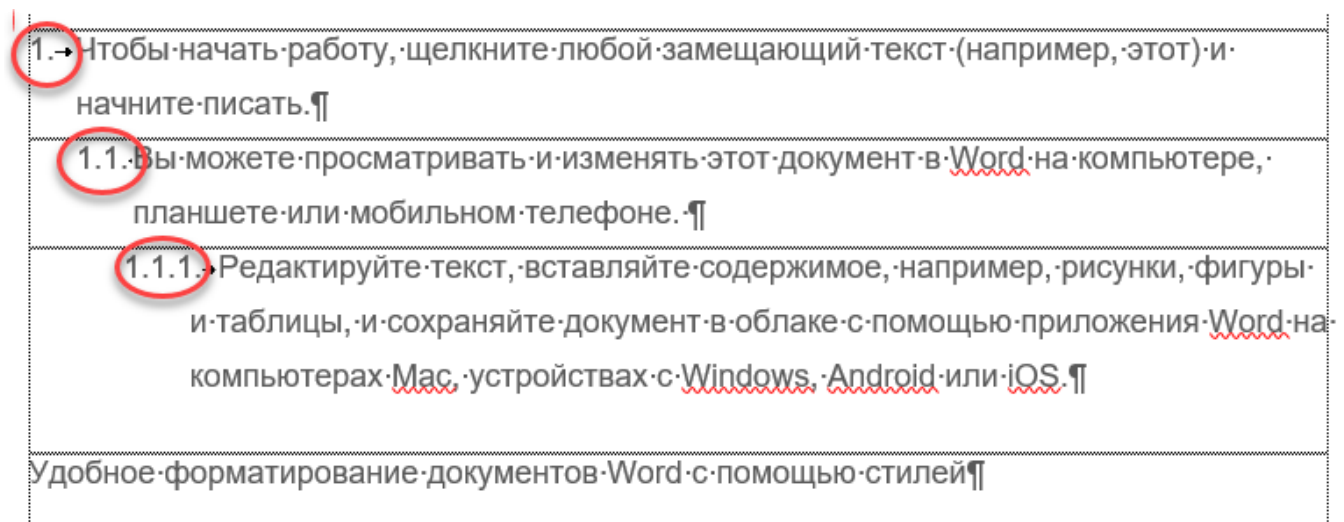 1. Чтобы начать работу, щелкните любой замещающий текст (например, этот) и
начните писать.¶
1.1. Вы можете просматривать и изменять этот документ в Word на компьютере,
планшете или мобильном телефоне. ¶
1.1.1. Редактируйте текст, вставляйте содержимое, например, рисунки, фигуры
и таблицы, и сохраняйте документ в облаке с помощью приложения Word на
компьютерах Mac, устройствах с Windows, Android или iOS.¶
Удобное форматирование документов Word с помощью стилей¶